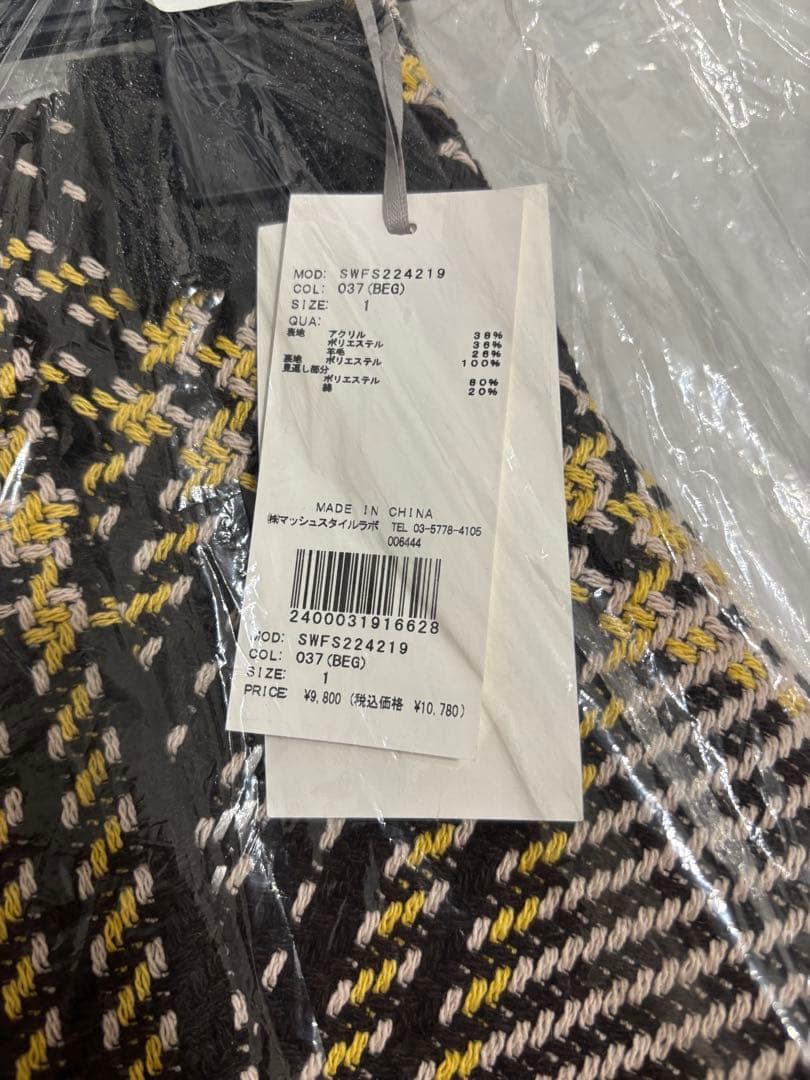 MOD: SWFS224219
COL: 037(BEG)
SIZE: 1
QUA:
表地 アクリル 38%
ポリエステル 36%
羊毛 26%
裏地 ポリエステル 100%
見返し部分
ポリエステル 80%
綿 20%
MADE IN CHINA
㈱マッシュスタイルラボ TEL 03-5778-4105
006444
2400031916628
MOD: SWFS224219
COL: 037(BEG)
SIZE: 1
PRICE: ¥9,800 (税込価格 ¥10,780)